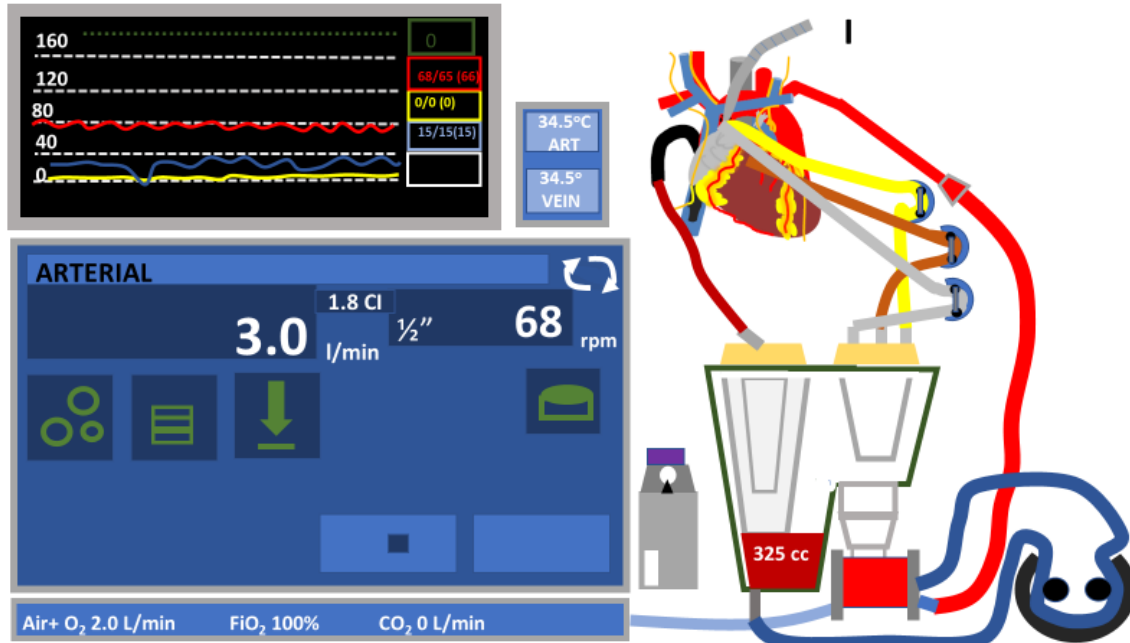 160
0
120
68/65 (66)
80
0/0 (0)
40
15/15(15)
0
34.5°C
ART
34.5°
VEIN
ARTERIAL
3.0
l/min
1.8 CI
½”
68
rpm
325 cc
Air+ O₂ 2.0 L/min FiO₂ 100% CO₂ 0 L/min